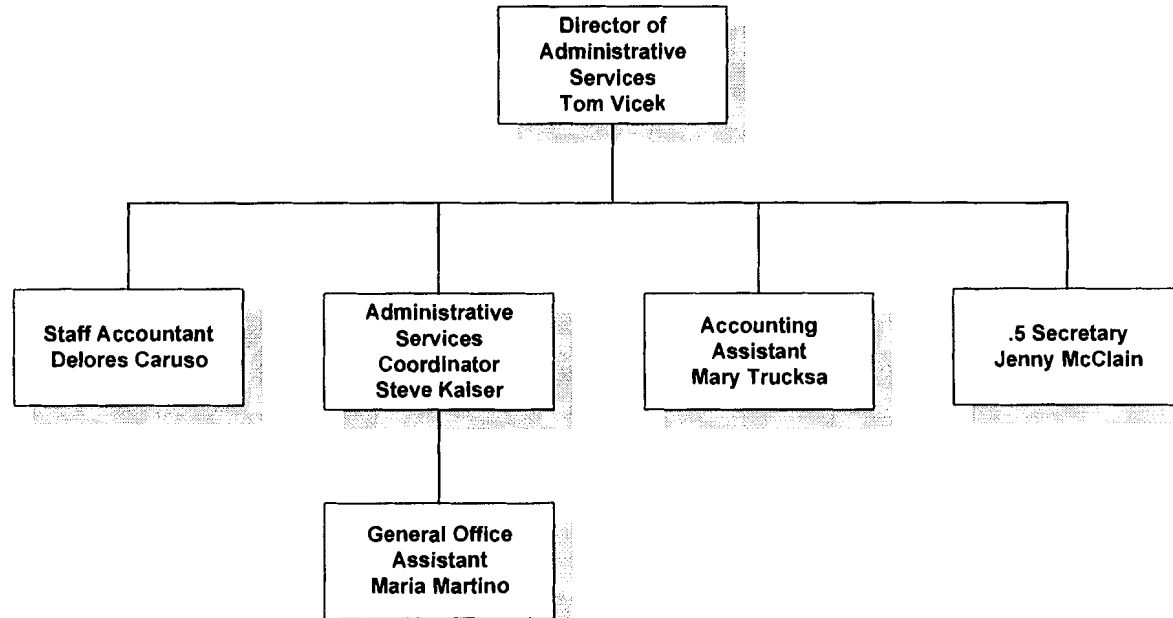 Director of
Administrative
Services
Tom Vicek
Staff Accountant
Delores Caruso
Administrative
Services
Coordinator
Steve Kaiser
Accounting
Assistant
Mary Trucksa
.5 Secretary
Jenny McClain
General Office
Assistant
Maria Martino